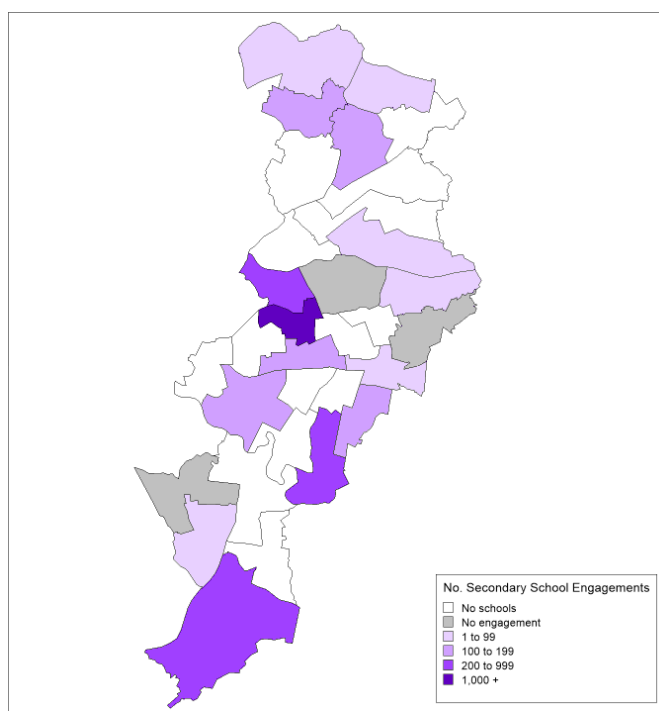 No. Secondary School Engagements
No schools
No engagement
1 to 99
100 to 199
200 to 999
1,000 +